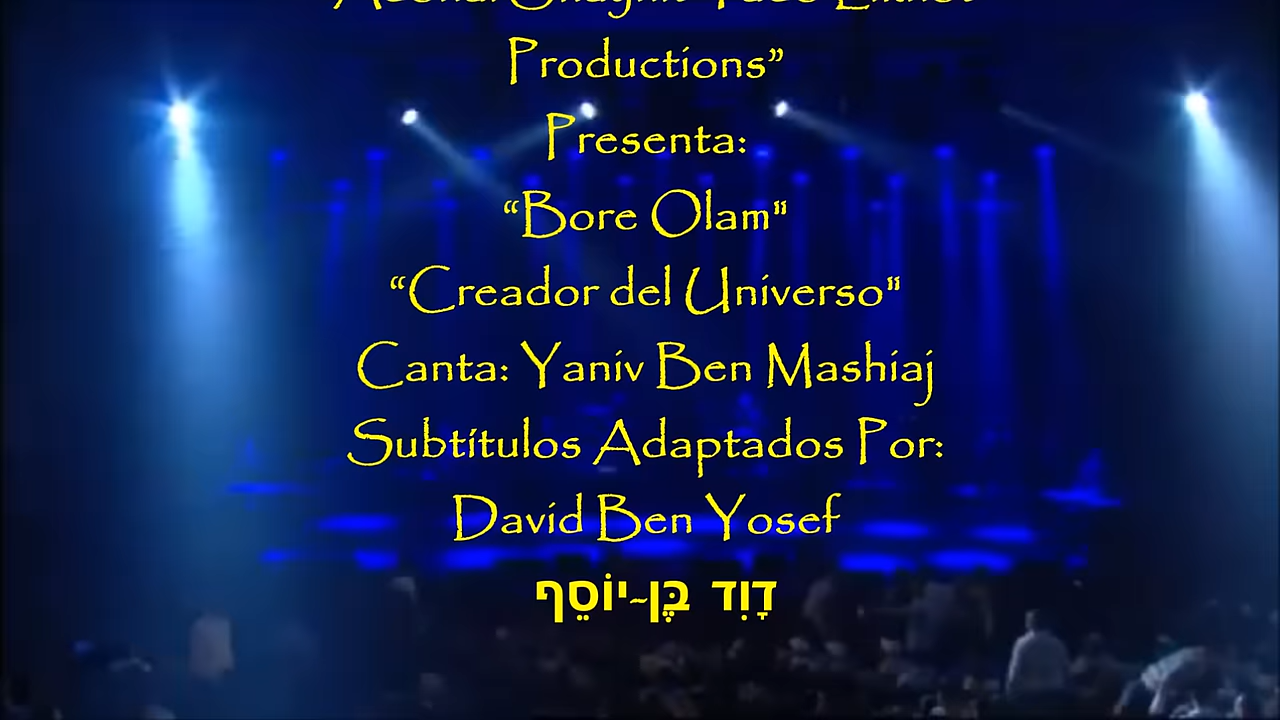 Productions”
Presenta:
“Bore Olam"
“Creador del Universo"
Canta: Yaniv Ben Mashiaj
Subtítulos Adaptados Por:
David Ben Yosef
דָוִד בֶּן-יוֹסֵף